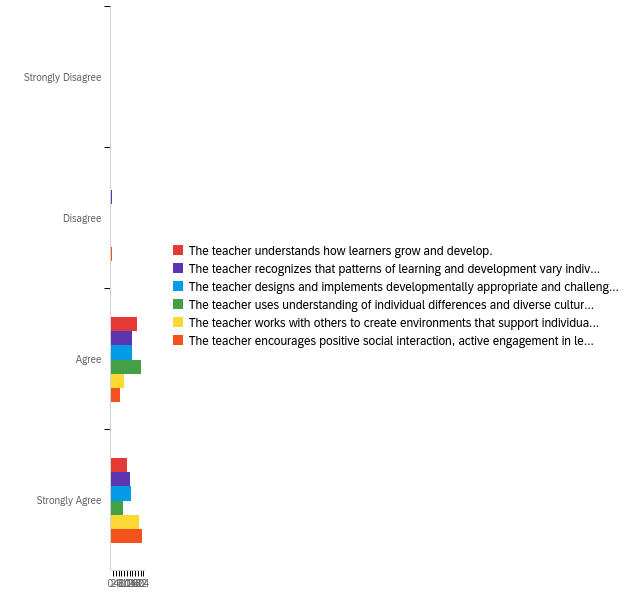 Strongly Disagree
Disagree
Agree
Strongly Agree
The teacher understands how learners grow and develop.
The teacher recognizes that patterns of learning and development vary indiv...
The teacher designs and implements developmentally appropriate and challeng...
The teacher uses understanding of individual differences and diverse cultur...
The teacher works with others to create environments that support individua...
The teacher encourages positive social interaction, active engagement in le...